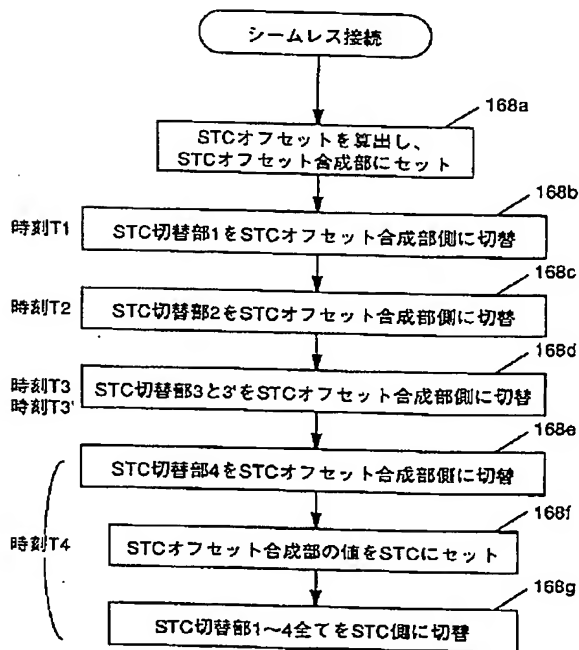 シームレス接続
168a
STCオフセットを算出し、
STCオフセット合成部にセット
168b
時刻T1
STC切替部1をSTCオフセット合成部側に切替
168c
時刻T2
STC切替部2をSTCオフセット合成部側に切替
168d
時刻T3
時刻T3'
STC切替部3と3'をSTCオフセット合成部側に切替
168e
STC切替部4をSTCオフセット合成部側に切替
168f
時刻T4
STCオフセット合成部の値をSTCにセット
168g
STC切替部1〜4全てをSTC側に切替